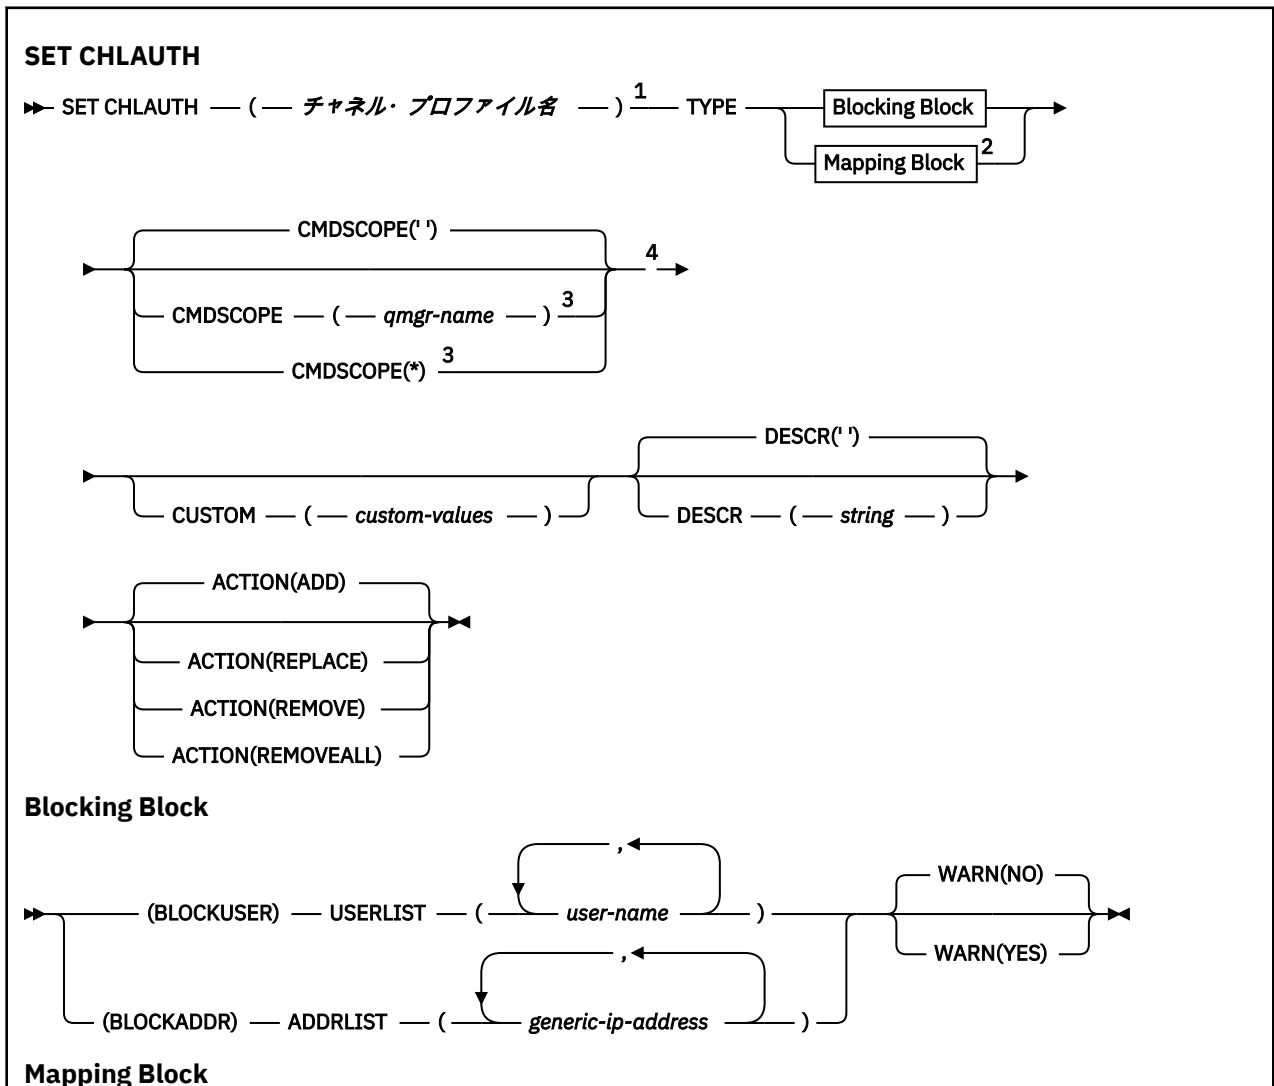 SET CHLAUTH
SET CHLAUTH ( チャネル・プロファイル名 ) 1 TYPE Blocking Block
Mapping Block 2
CMDSCOPE(' ')
4
CMDSCOPE ( qmgr-name ) 3
CMDSCOPE(*) 3
DESCR(' ')
CUSTOM ( custom-values ) DESCR ( string )
ACTION(ADD)
ACTION(REPLACE)
ACTION(REMOVE)
ACTION(REMOVEALL)
Blocking Block
,
WARN(NO)
(BLOCKUSER) USERLIST ( user-name )
WARN(YES)
,
(BLOCKADDR) ADDRLIST ( generic-ip-address )
Mapping Block